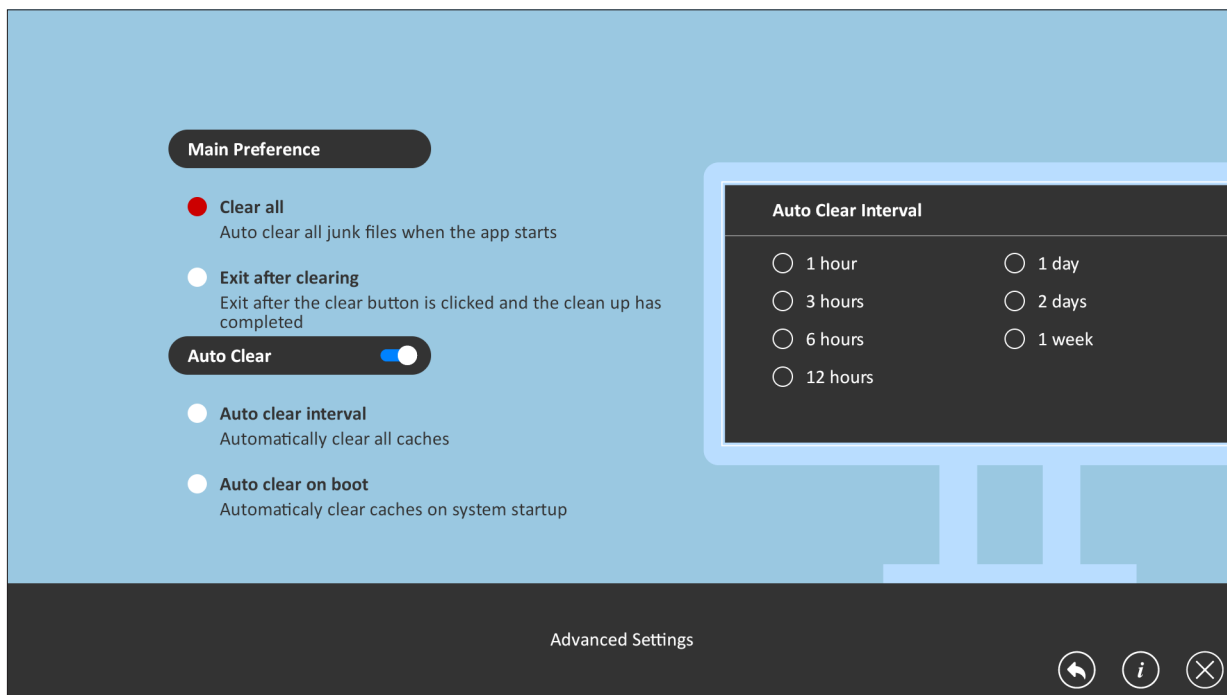 Main Preference
Clear all
Auto clear all junk files when the app starts
Exit after clearing
Exit after the clear button is clicked and the clean up has
completed
Auto Clear
Auto clear interval
Automatically clear all caches
Auto clear on boot
Automaticaly clear caches on system startup
Auto Clear Interval
1 hour
3 hours
6 hours
12 hours
1 day
2 days
1 week
Advanced Settings
i